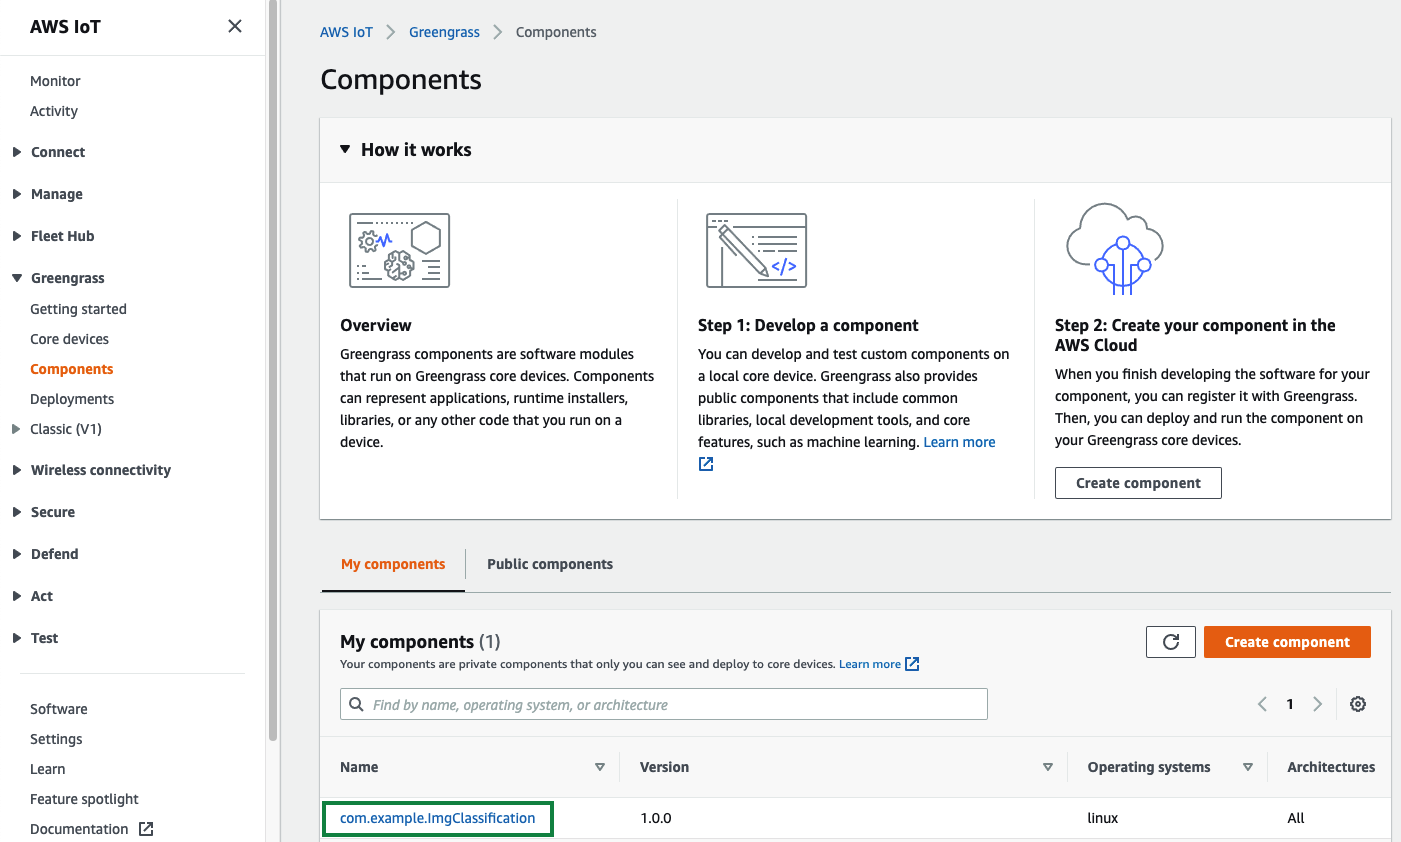 AWS IoT
Monitor
Activity
Connect
Manage
Fleet Hub
Greengrass
Getting started
Core devices
Components
Deployments
Classic (V1)
Wireless connectivity
Secure
Defend
Act
Test
Software
Settings
Learn
Feature spotlight
Documentation
AWS IoT > Greengrass > Components
Components
How it works
</>
Overview
Greengrass components are software modules
that run on Greengrass core devices. Components
can represent applications, runtime installers,
libraries, or any other code that you run on a
device.
Step 1: Develop a component
You can develop and test custom components on
a local core device. Greengrass also provides
public components that include common
libraries, local development tools, and core
features, such as machine learning. Learn more
Step 2: Create your component in the
AWS Cloud
When you finish developing the software for your
component, you can register it with Greengrass.
Then, you can deploy and run the component on
your Greengrass core devices.
Create component
My components
Public components
My components (1)
Your components are private components that only you can see and deploy to core devices. Learn more
Create component
Find by name, operating system, or architecture
1
Name Version Operating systems Architectures
com.example.ImgClassification 1.0.0 linux All